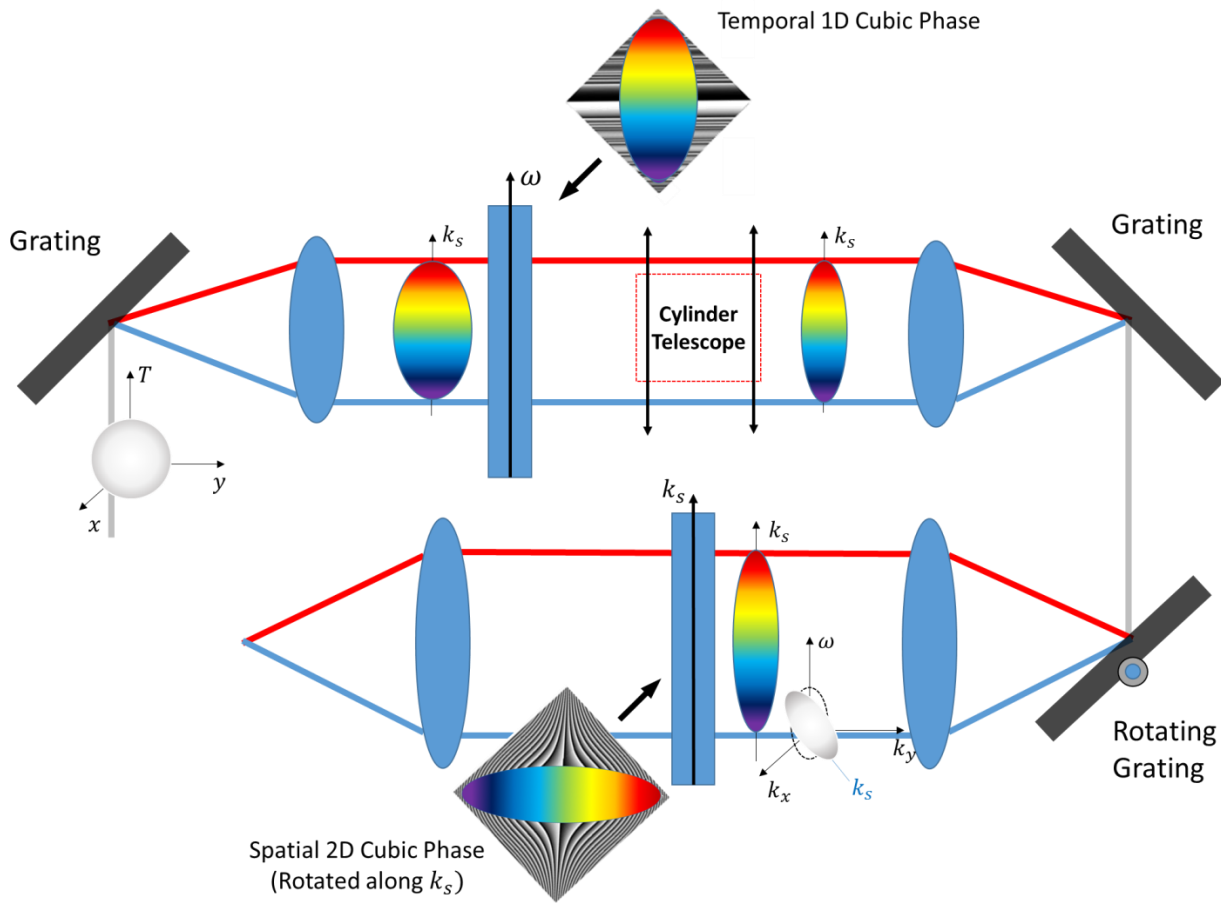 Temporal 1D Cubic Phase
Grating
ω
Grating
k_s
k_s
Cylinder
Telescope
T
y
x
k_s
k_s
ω
k_y
k_x
k_s
Rotating
Grating
Spatial 2D Cubic Phase
(Rotated along k_s)